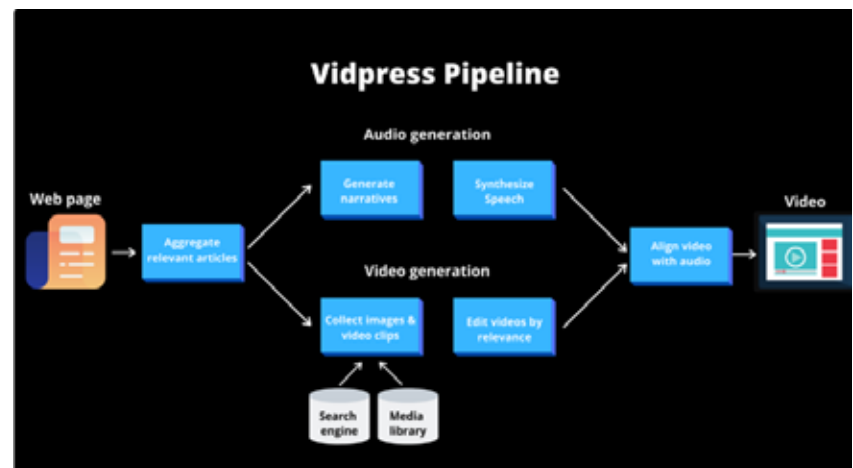 Vidpress Pipeline
Audio generation
Generate
narratives
Synthesize
Speech
Web page
Aggregate
relevant articles
Video generation
Collect images &
video clips
Edit videos by
relevance
Search
engine
Media
library
Align video
with audio
Video